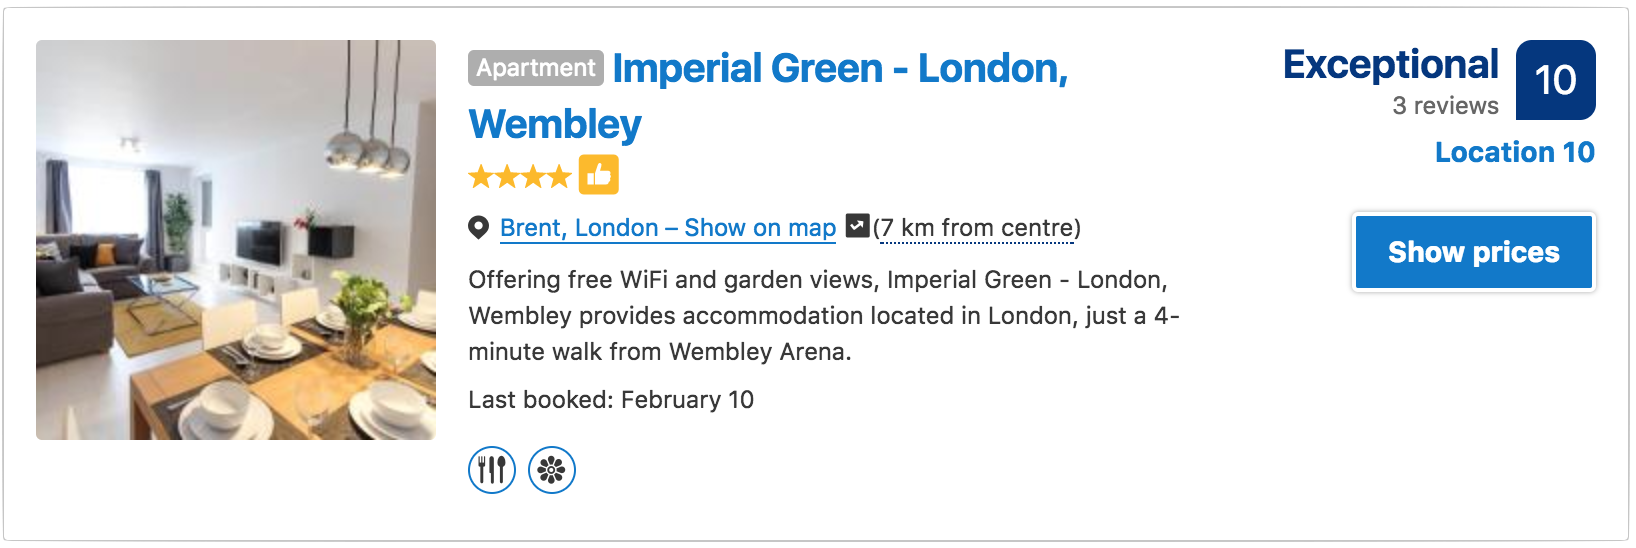 Apartment Imperial Green - London,
Wembley
Exceptional
3 reviews
10
Location 10
Brent, London – Show on map (7 km from centre)
Show prices
Offering free WiFi and garden views, Imperial Green - London,
Wembley provides accommodation located in London, just a 4-
minute walk from Wembley Arena.
Last booked: February 10